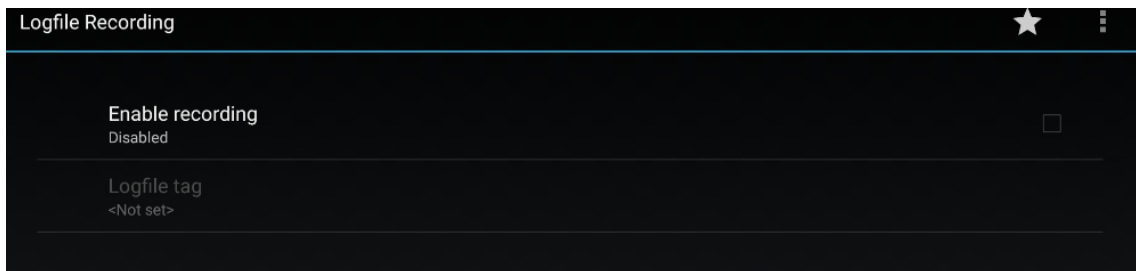 Logfile Recording
Enable recording
Disabled
Logfile tag
<Not set>